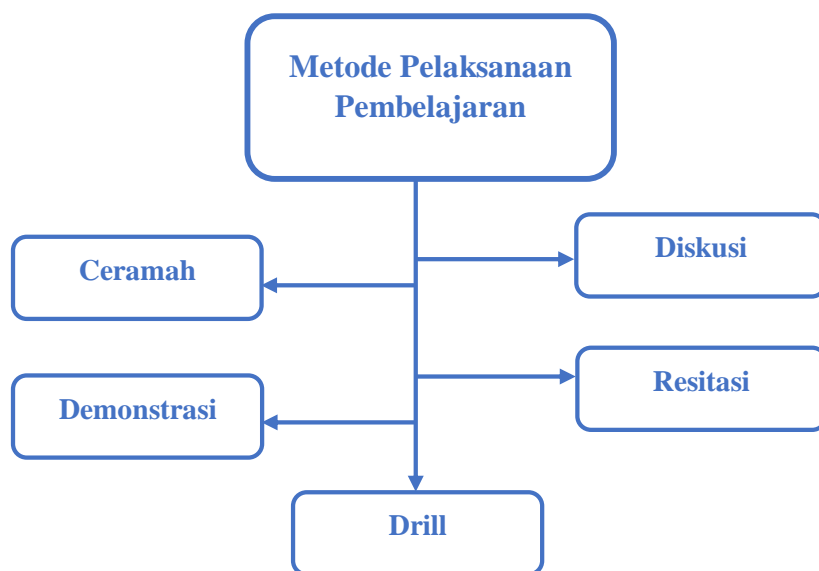 Metode Pelaksanaan
Pembelajaran
Ceramah
Diskusi
Demonstrasi
Resitasi
Drill